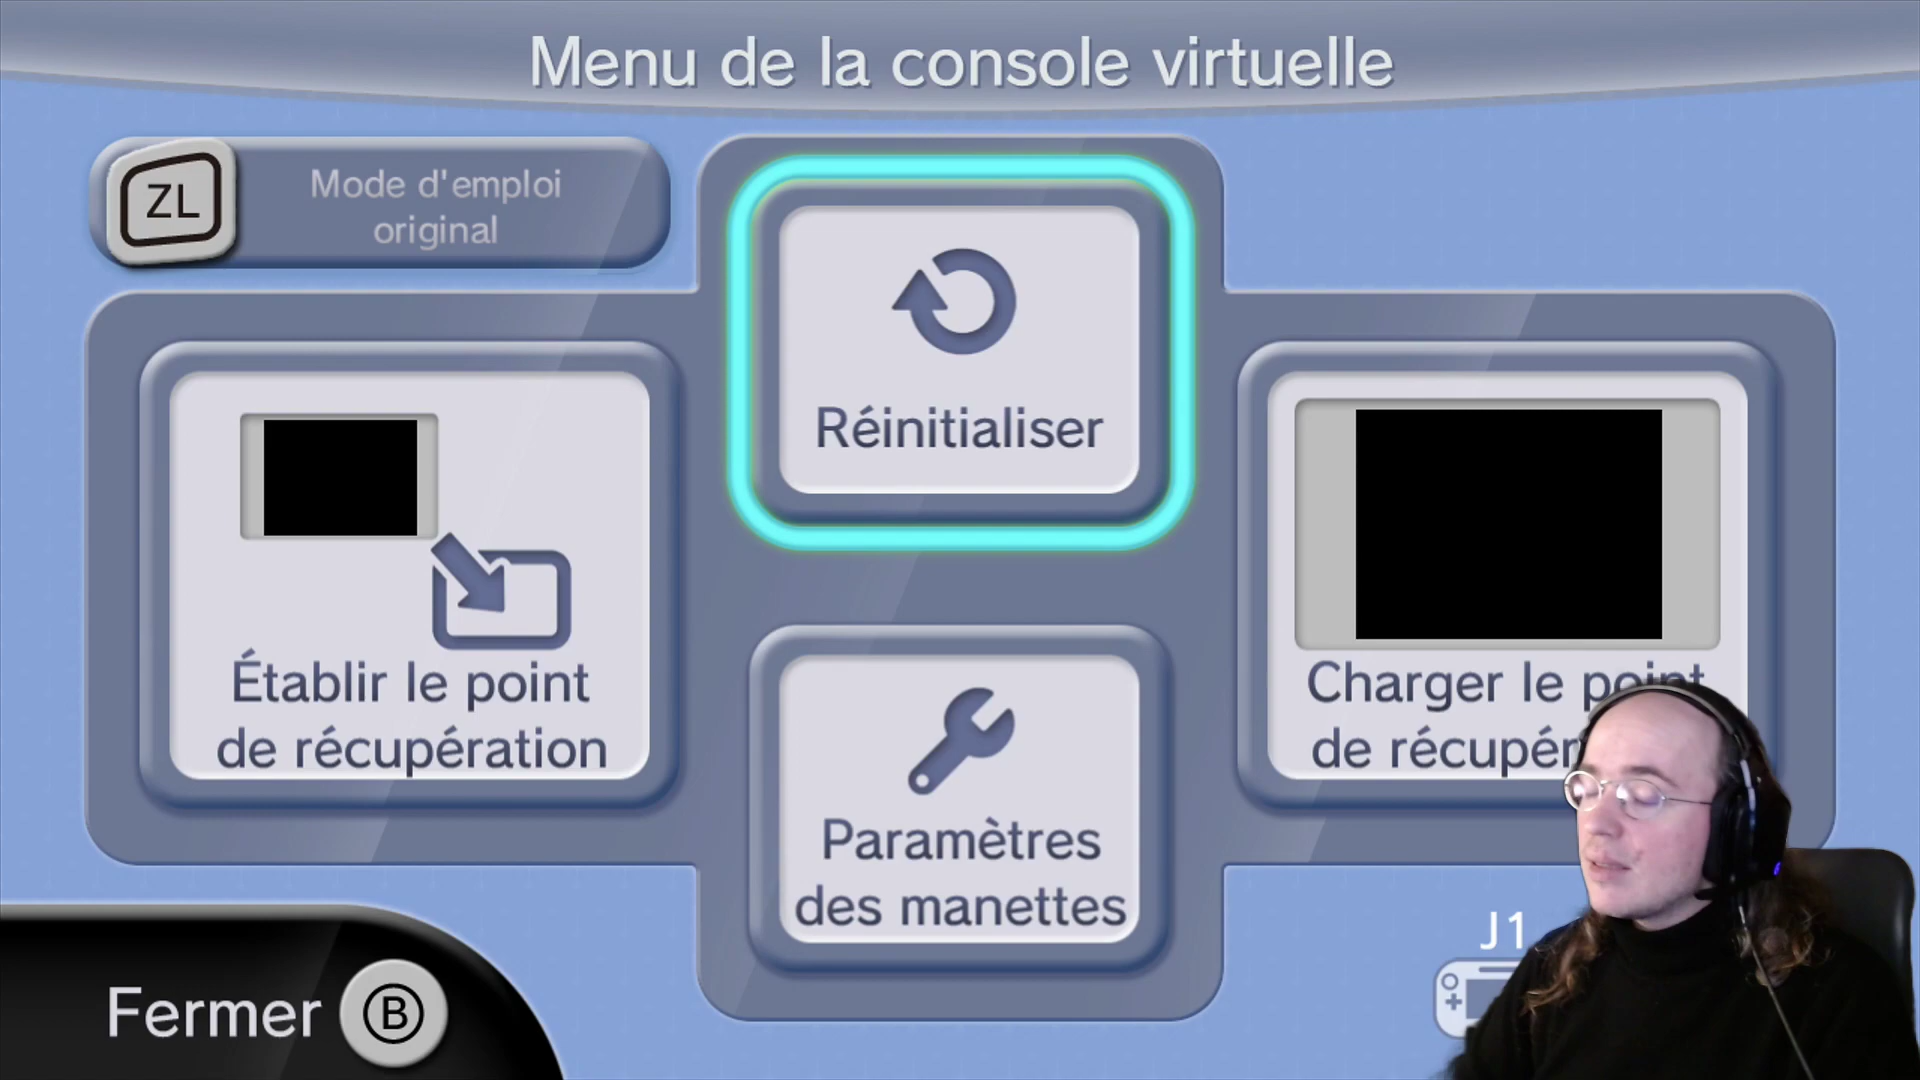 Menu de la console virtuelle
ZL
Mode d'emploi
original
Réinitialiser
Établir le point
de récupération
Charger le point
de récupér
Paramètres
des manettes
J1
Fermer B